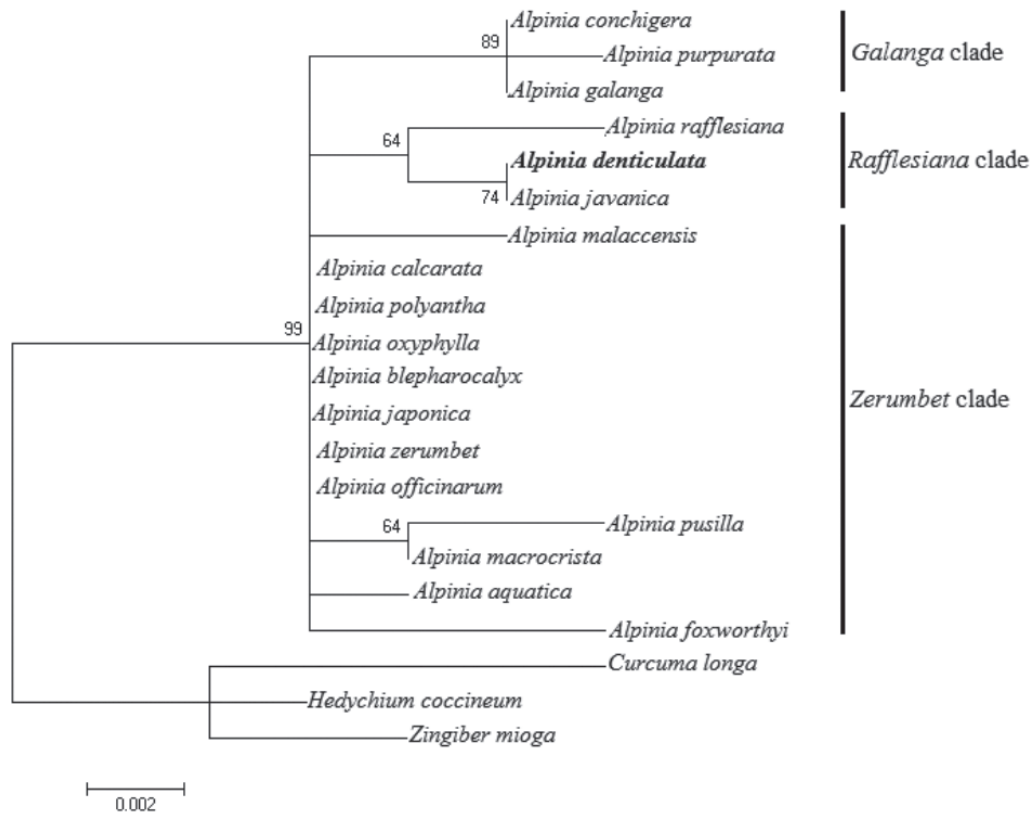 Alpinia conchigera
89
Alpinia purpurata
Galanga clade
Alpinia galanga
Alpinia rafflesiana
64
Alpinia denticulata
Rafflesiana clade
74
Alpinia javanica
Alpinia malaccensis
Alpinia calcarata
Alpinia polyantha
99
Alpinia oxyphylla
Alpinia blepharocalyx
Zerumbet clade
Alpinia japonica
Alpinia zerumbet
Alpinia officinarum
64
Alpinia pusilla
Alpinia macrocrista
Alpinia aquatica
Alpinia foxworthyi
Curcuma longa
Hedychium coccineum
Zingiber mioga
0.002